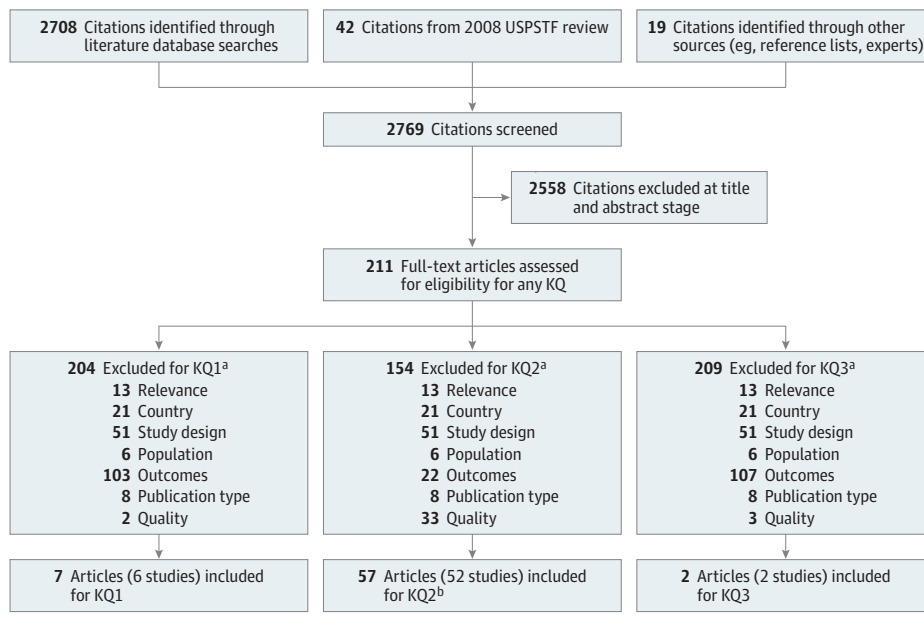 2708 Citations identified through
literature database searches
42 Citations from 2008 USPSTF review
19 Citations identified through other
sources (eg, reference lists, experts)
2769 Citations screened
2558 Citations excluded at title
and abstract stage
211 Full-text articles assessed
for eligibility for any KQ
204 Excluded for KQ1a
13 Relevance
21 Country
51 Study design
6 Population
103 Outcomes
8 Publication type
2 Quality
154 Excluded for KQ2a
13 Relevance
21 Country
51 Study design
6 Population
22 Outcomes
8 Publication type
33 Quality
209 Excluded for KQ3a
13 Relevance
21 Country
51 Study design
6 Population
107 Outcomes
8 Publication type
3 Quality
7 Articles (6 studies) included
for KQ1
57 Articles (52 studies) included
for KQ2b
2 Articles (2 studies) included
for KQ3